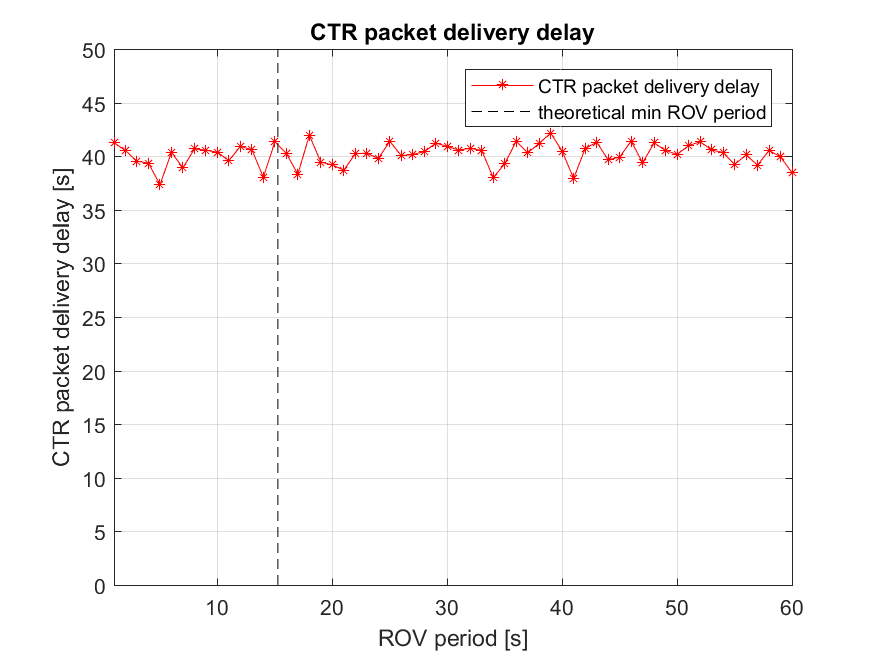 CTR packet delivery delay
CTR packet delivery delay
theoretical min ROV period
50
45
40
35
30
25
20
15
10
5
0
CTR packet delivery delay [s]
10 20 30 40 50 60
ROV period [s]